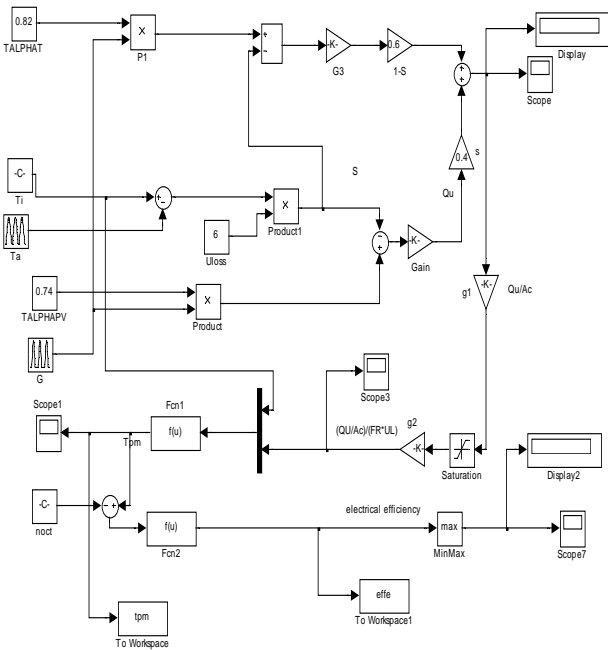 0.82
TALPHAT
X
P1
+
−
-K-
G3
0.6
1-S
+
+
Display
Scope
0.4
s
S
Qu
-C-
Ti
+
−
X
Product1
Ta
6
Uloss
−
+
-K-
Gain
0.74
TALPHAPV
X
Product
G
-K-
g1
Qu/Ac
Scope3
Scope1
Fcn1
f(u)
Tpm
(QU/Ac)/(FR*UL)
g2
-K-
Saturation
Display2
-C-
noct
−
+
f(u)
Fcn2
electrical efficiency
max
MinMax
Scope7
tpm
To Workspace
effe
To Workspace1